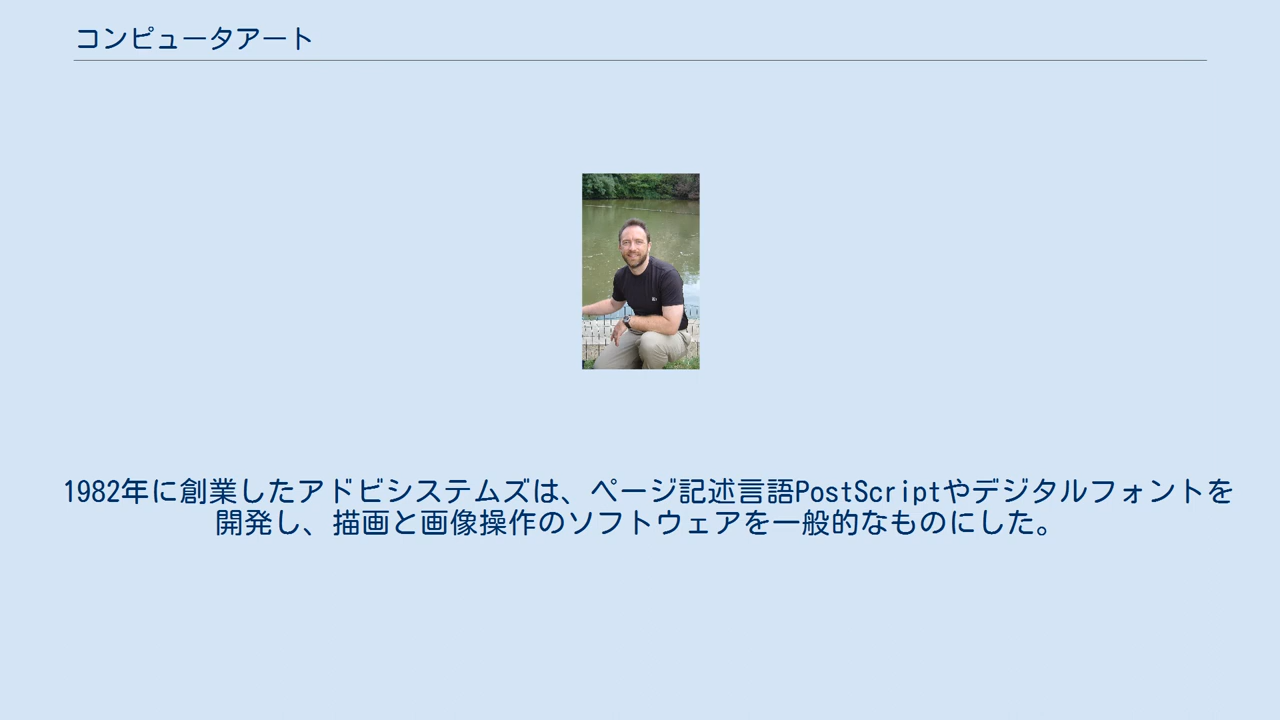 コンピュータアート
1982年に創業したアドビシステムズは、ページ記述言語PostScriptやデジタルフォントを
開発し、描画と画像操作のソフトウェアを一般的なものにした。